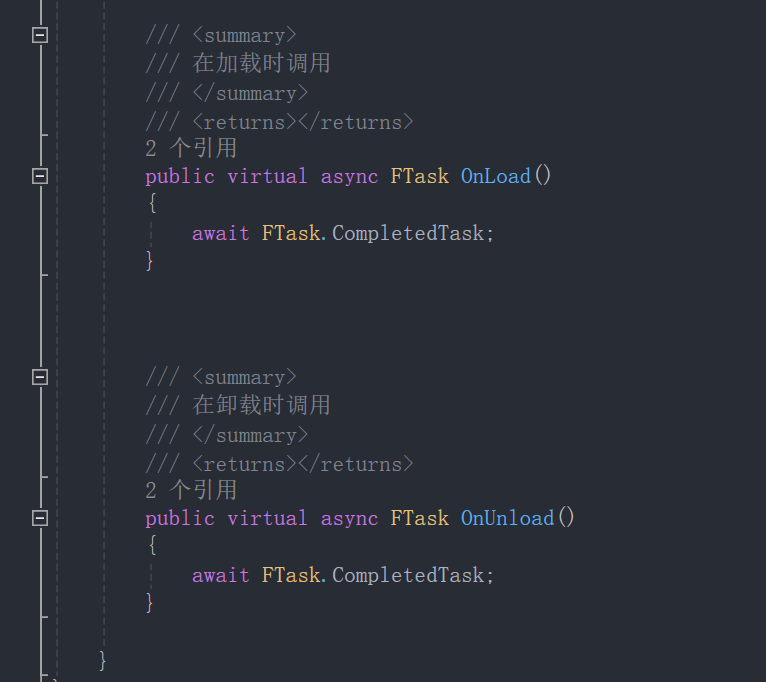 /// <summary>
/// 在加载时调用
/// </summary>
/// <returns></returns>
2 个引用
public virtual async FTask OnLoad()
{
await FTask.CompletedTask;
}
/// <summary>
/// 在卸载时调用
/// </summary>
/// <returns></returns>
2 个引用
public virtual async FTask OnUnload()
{
await FTask.CompletedTask;
}
}